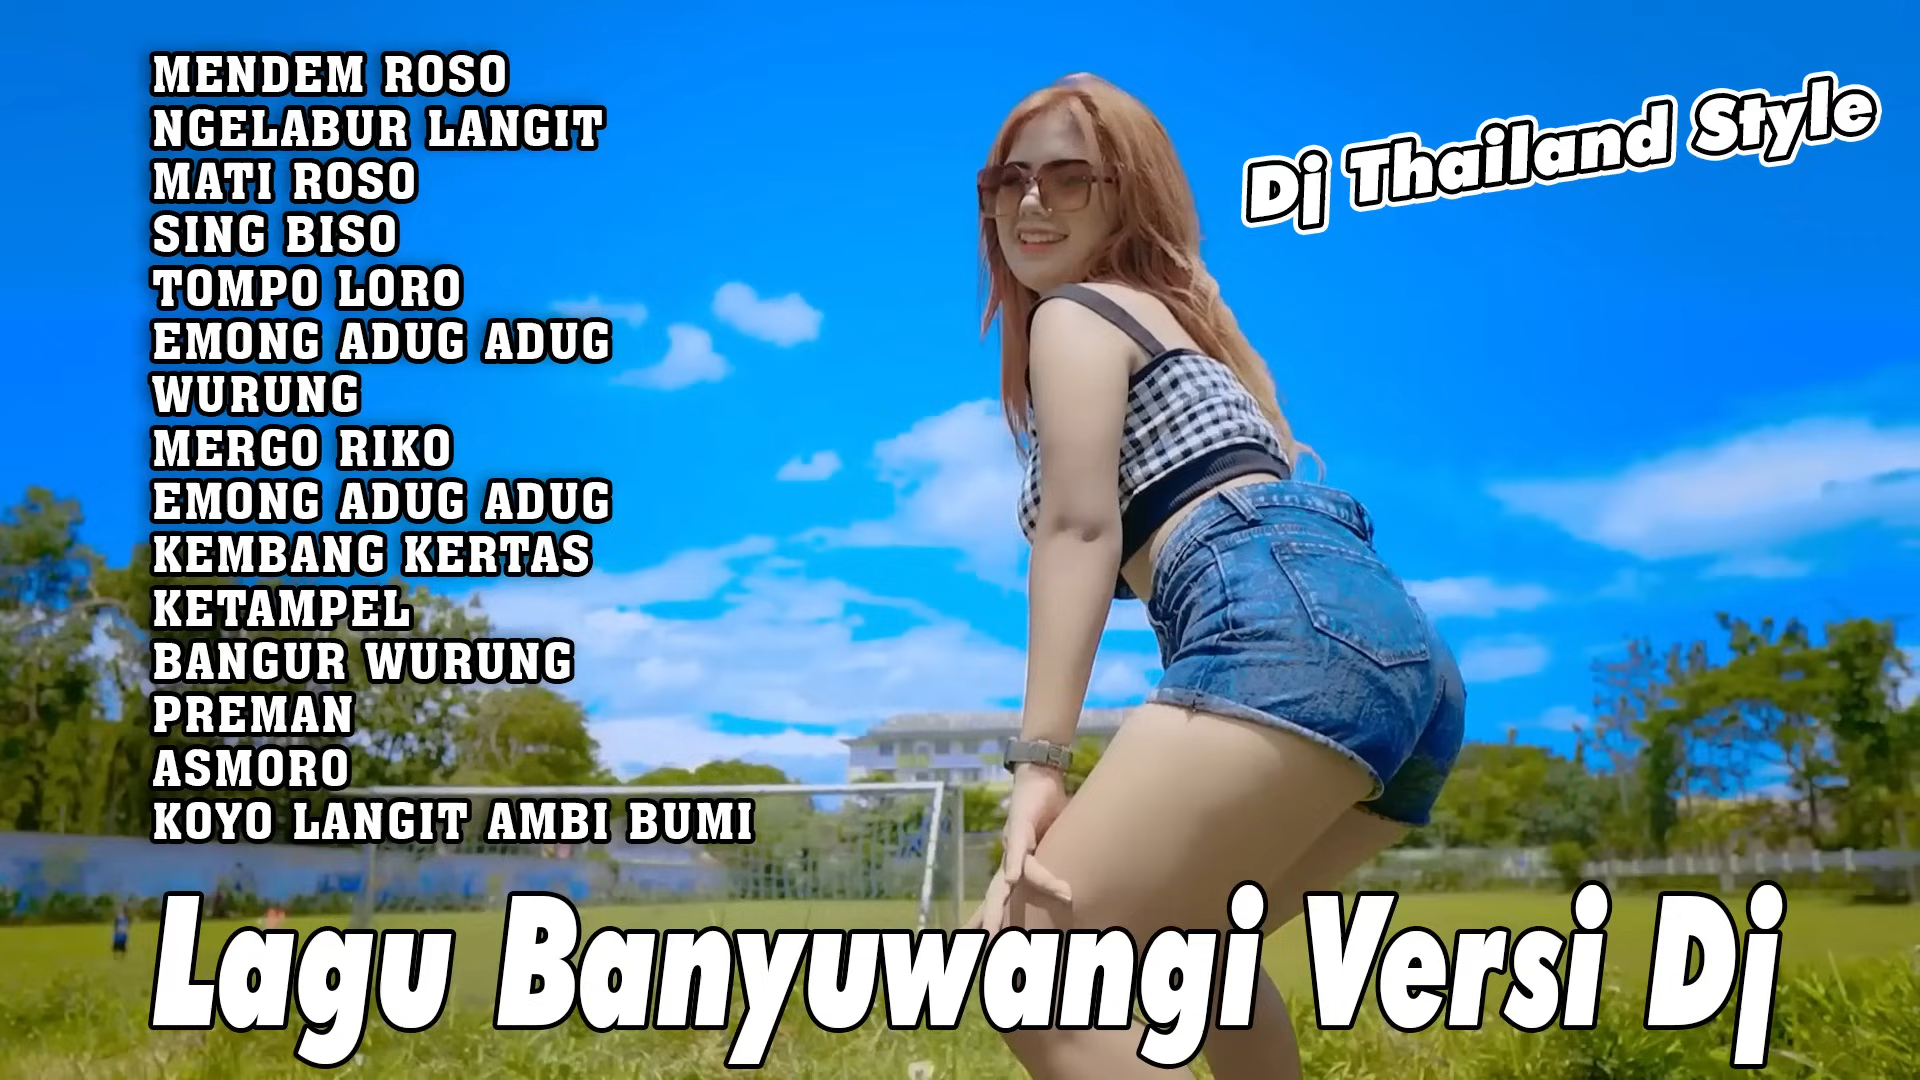 MENDEM ROSO
NGELABUR LANGIT
MATI ROSO
SING BISO
TOMPO LORO
EMONG ADUG ADUG
WURUNG
MERGO RIKO
EMONG ADUG ADUG
KEMBANG KERTAS
KETAMPEL
BANGUR WURUNG
PREMAN
ASMORO
KOYO LANGIT AMBI BUMI
Dj Thailand Style
Lagu Banyuwangi Versi Dj